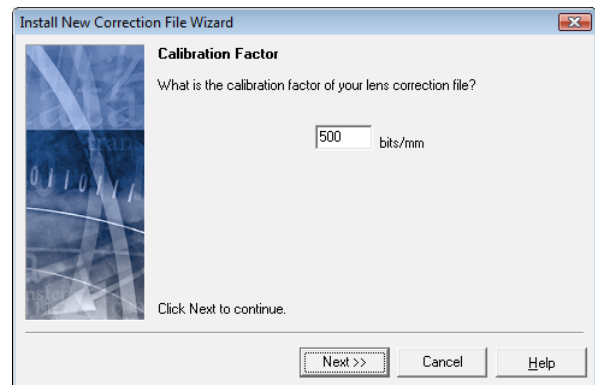 Install New Correction File Wizard
Calibration Factor
What is the calibration factor of your lens correction file?
500 bits/mm
Click Next to continue.
Next >> Cancel Help